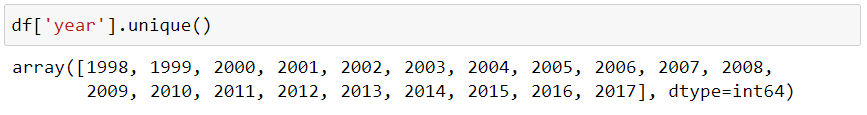 df['year'].unique()
array([1998, 1999, 2000, 2001, 2002, 2003, 2004, 2005, 2006, 2007, 2008,
2009, 2010, 2011, 2012, 2013, 2014, 2015, 2016, 2017], dtype=int64)